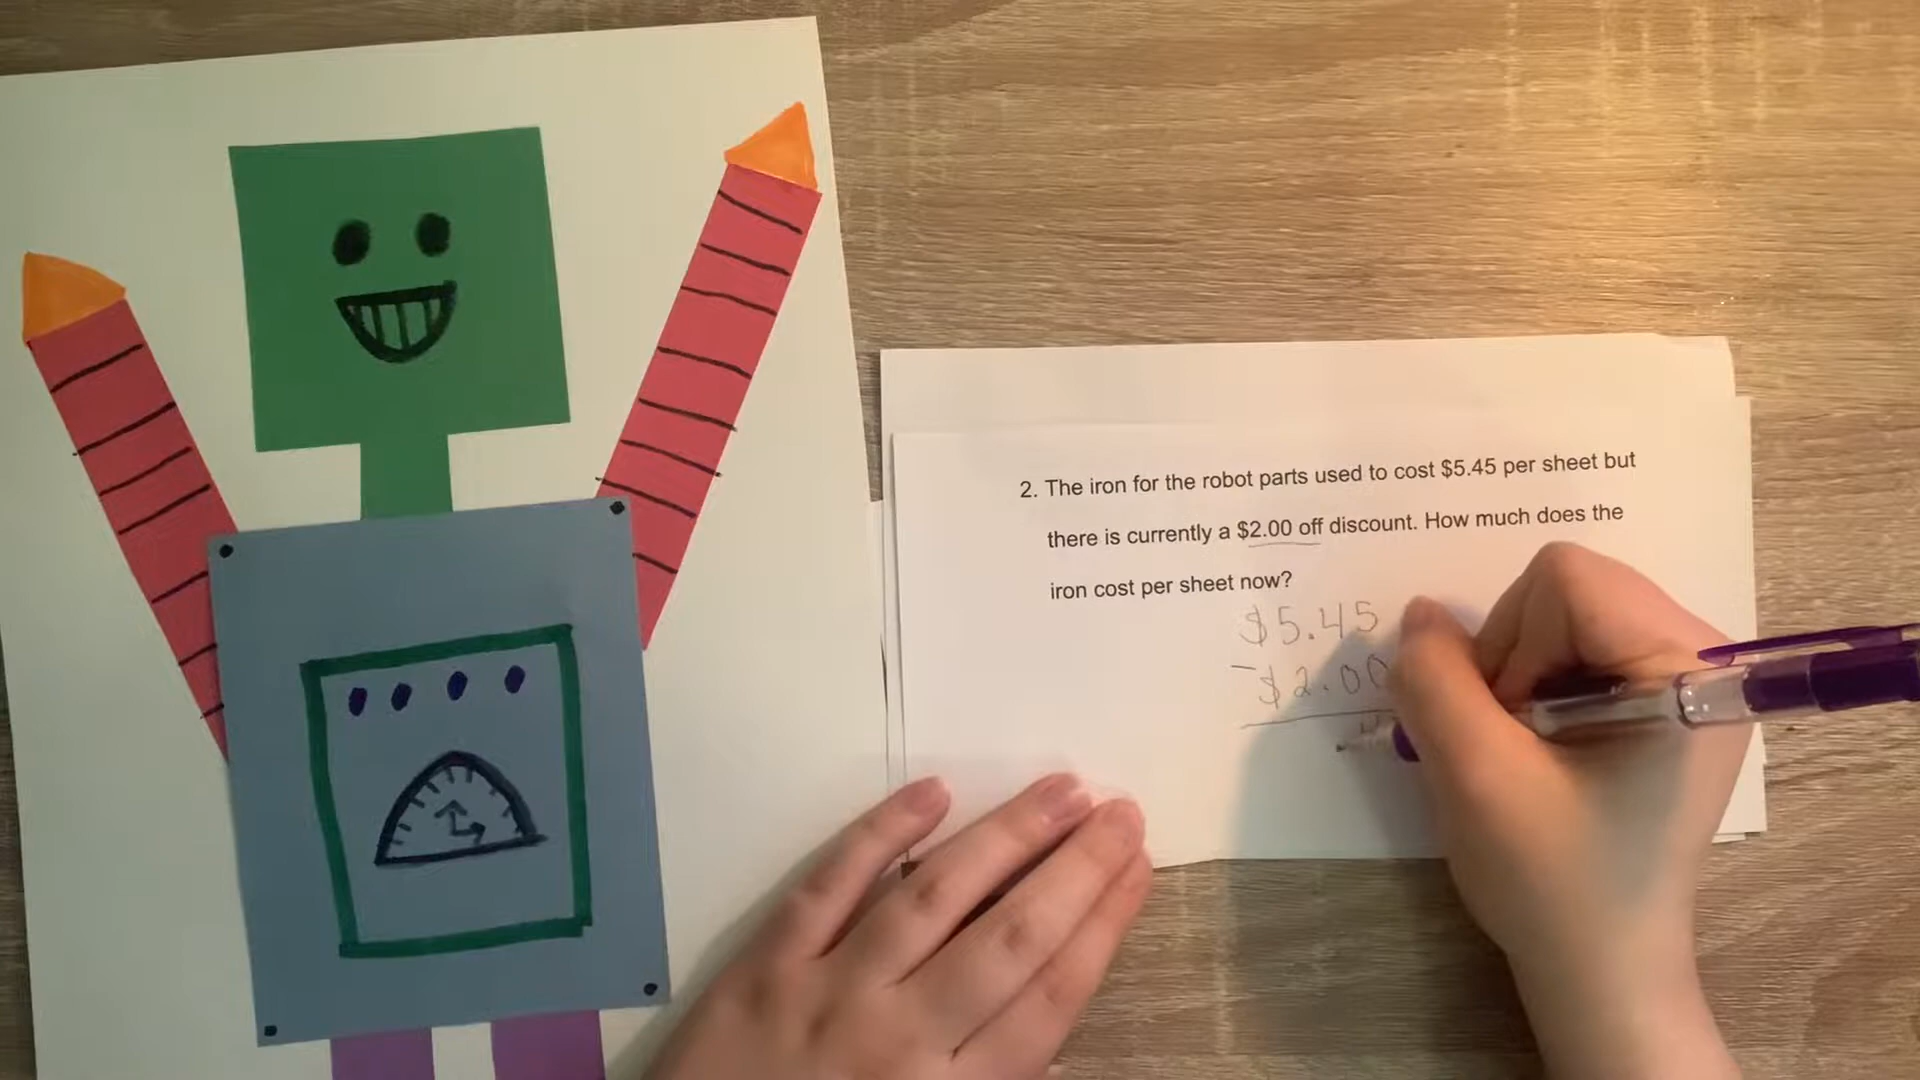 2. The iron for the robot parts used to cost $5.45 per sheet but
there is currently a $2.00 off discount. How much does the
iron cost per sheet now?
$5.45
- $2.00